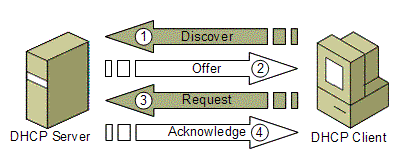 1 Discover
Offer 2
3 Request
Acknowledge 4
DHCP Server
DHCP Client